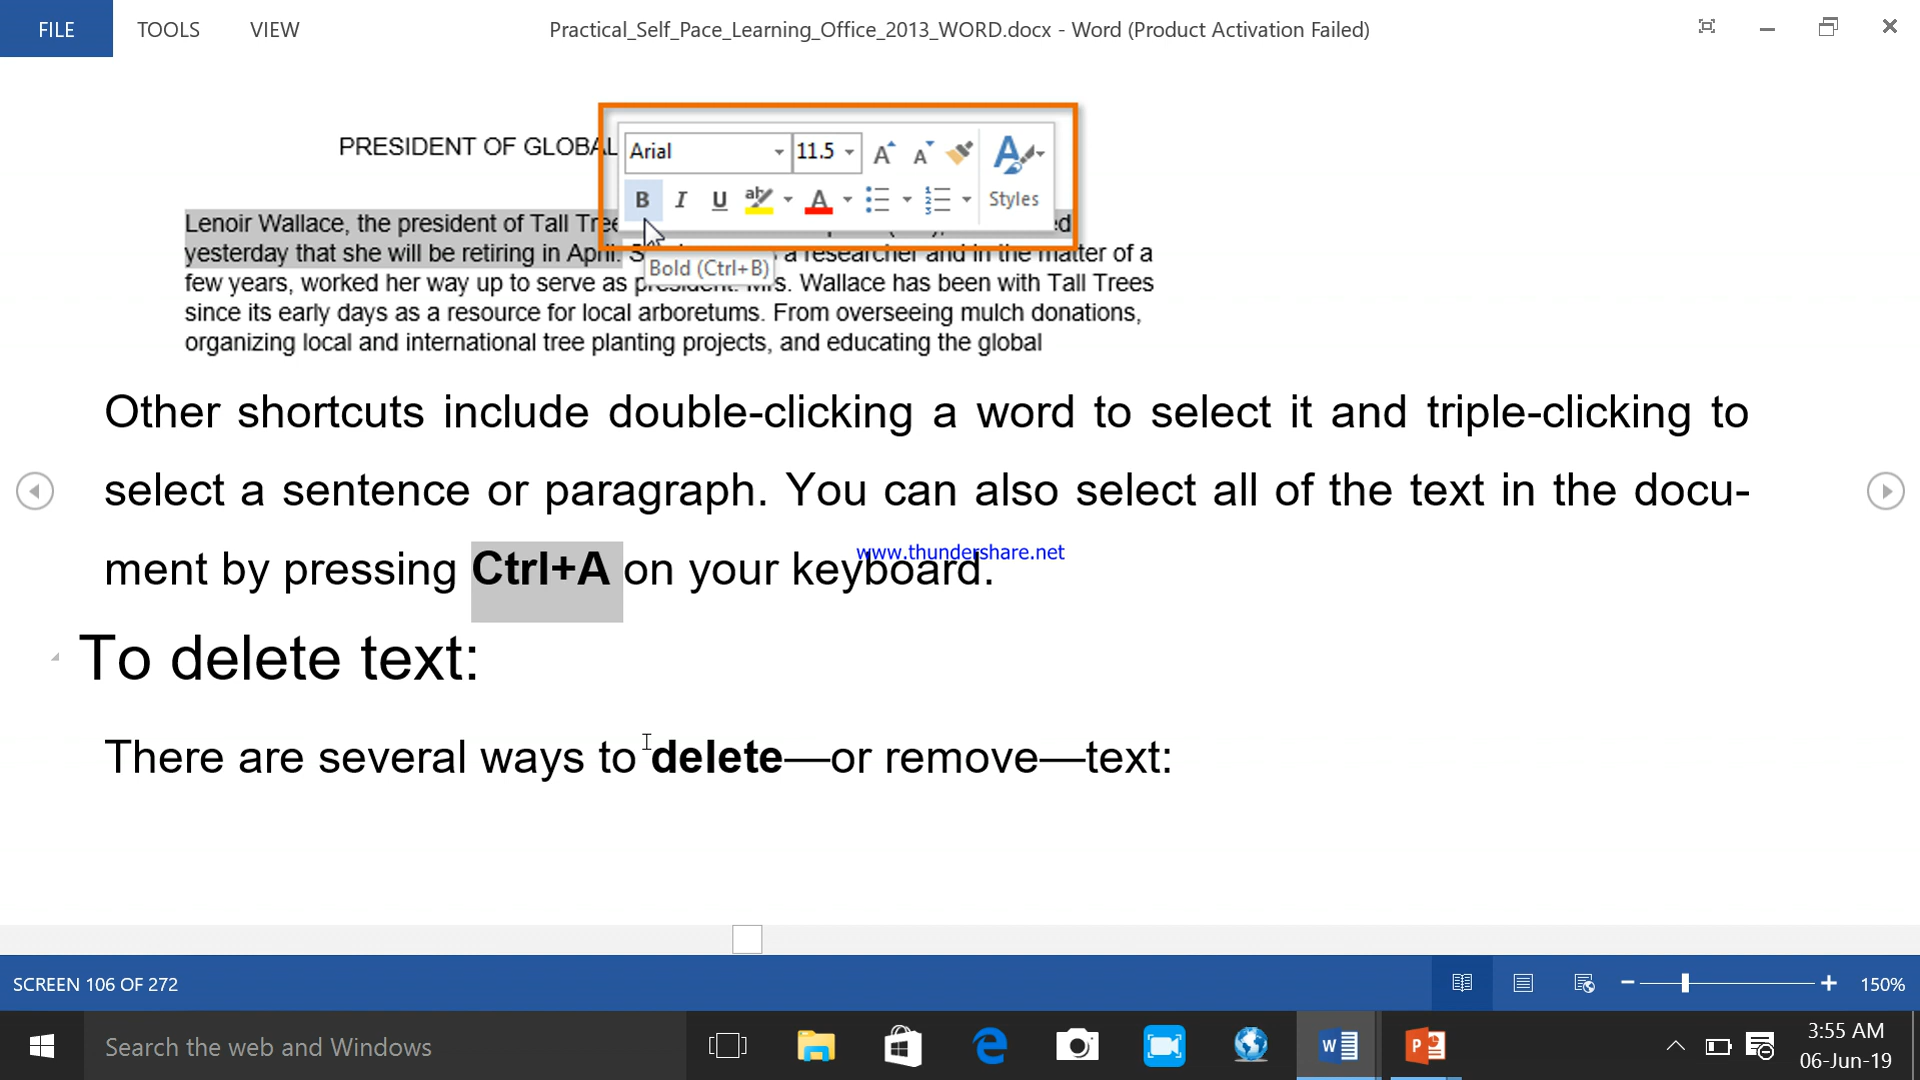 FILE TOOLS VIEW Practical_Self_Pace_Learning_Office_2013_WORD.docx - Word (Product Activation Failed)
PRESIDENT OF GLOBAL
Arial 11.5
B I U Styles
Lenoir Wallace, the president of Tall Tree
yesterday that she will be retiring in April. a researcher and in the matter of a
Bold (Ctrl+B)
few years, worked her way up to serve as president. Mrs. Wallace has been with Tall Trees
since its early days as a resource for local arboretums. From overseeing mulch donations,
organizing local and international tree planting projects, and educating the global
Other shortcuts include double-clicking a word to select it and triple-clicking to
select a sentence or paragraph. You can also select all of the text in the docu-
ment by pressing Ctrl+A on your keyboard.
www.thundershare.net
To delete text:
There are several ways to delete—or remove—text:
SCREEN 106 OF 272 150%
Search the web and Windows
3:55 AM
06-Jun-19